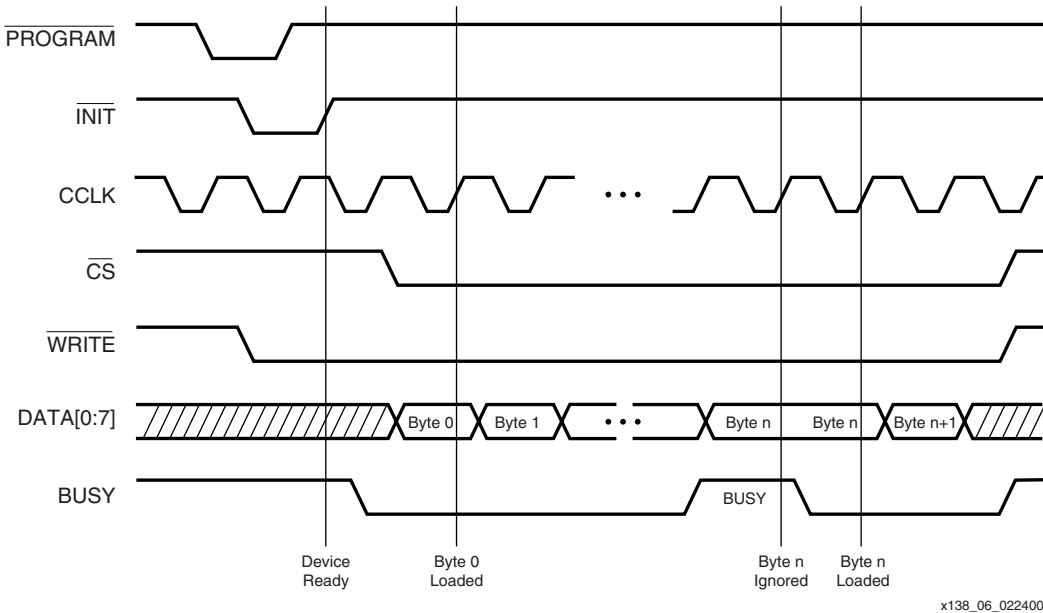 PROGRAM
INIT
CCLK
CS
WRITE
DATA[0:7]
Byte 0
Byte 1
Byte n
Byte n
Byte n+1
BUSY
BUSY
Device
Ready
Byte 0
Loaded
Byte n
Ignored
Byte n
Loaded
x138_06_022400